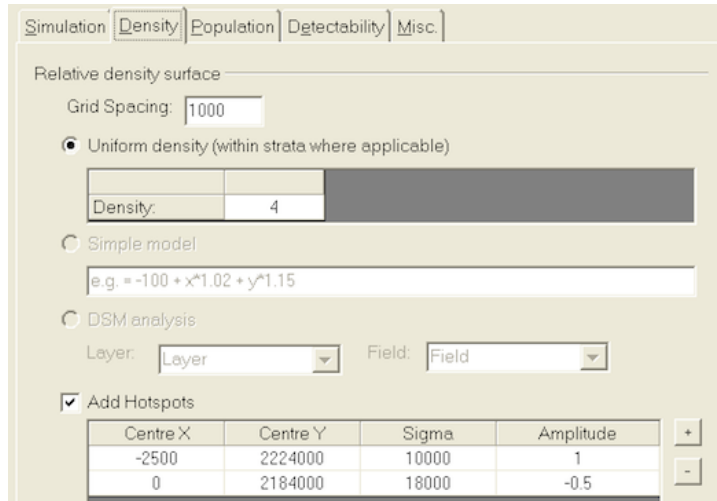 Simulation Density Population Detectability Misc.
Relative density surface
Grid Spacing: 1000
Uniform density (within strata where applicable)
Density: 4
Simple model
e.g. = -100 + x*1.02 + y*1.15
DSM analysis
Layer: Layer Field: Field
Add Hotspots
Centre X Centre Y Sigma Amplitude +
-2500 2224000 10000 1
0 2184000 18000 -0.5 -